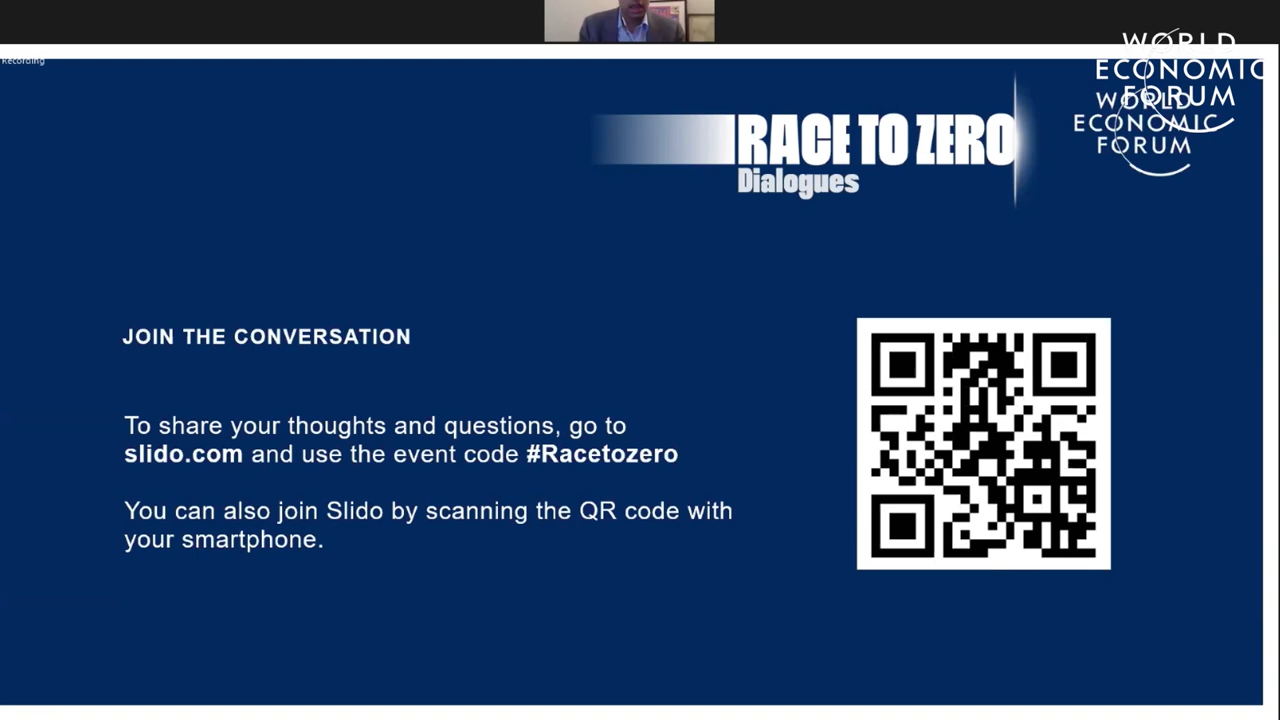 WORLD
ECONOMIC
FORUM
Recording
RACE TO ZERO
Dialogues
WORLD
ECONOMIC
FORUM
JOIN THE CONVERSATION
To share your thoughts and questions, go to
slido.com and use the event code #Racetozero
You can also join Slido by scanning the QR code with
your smartphone.